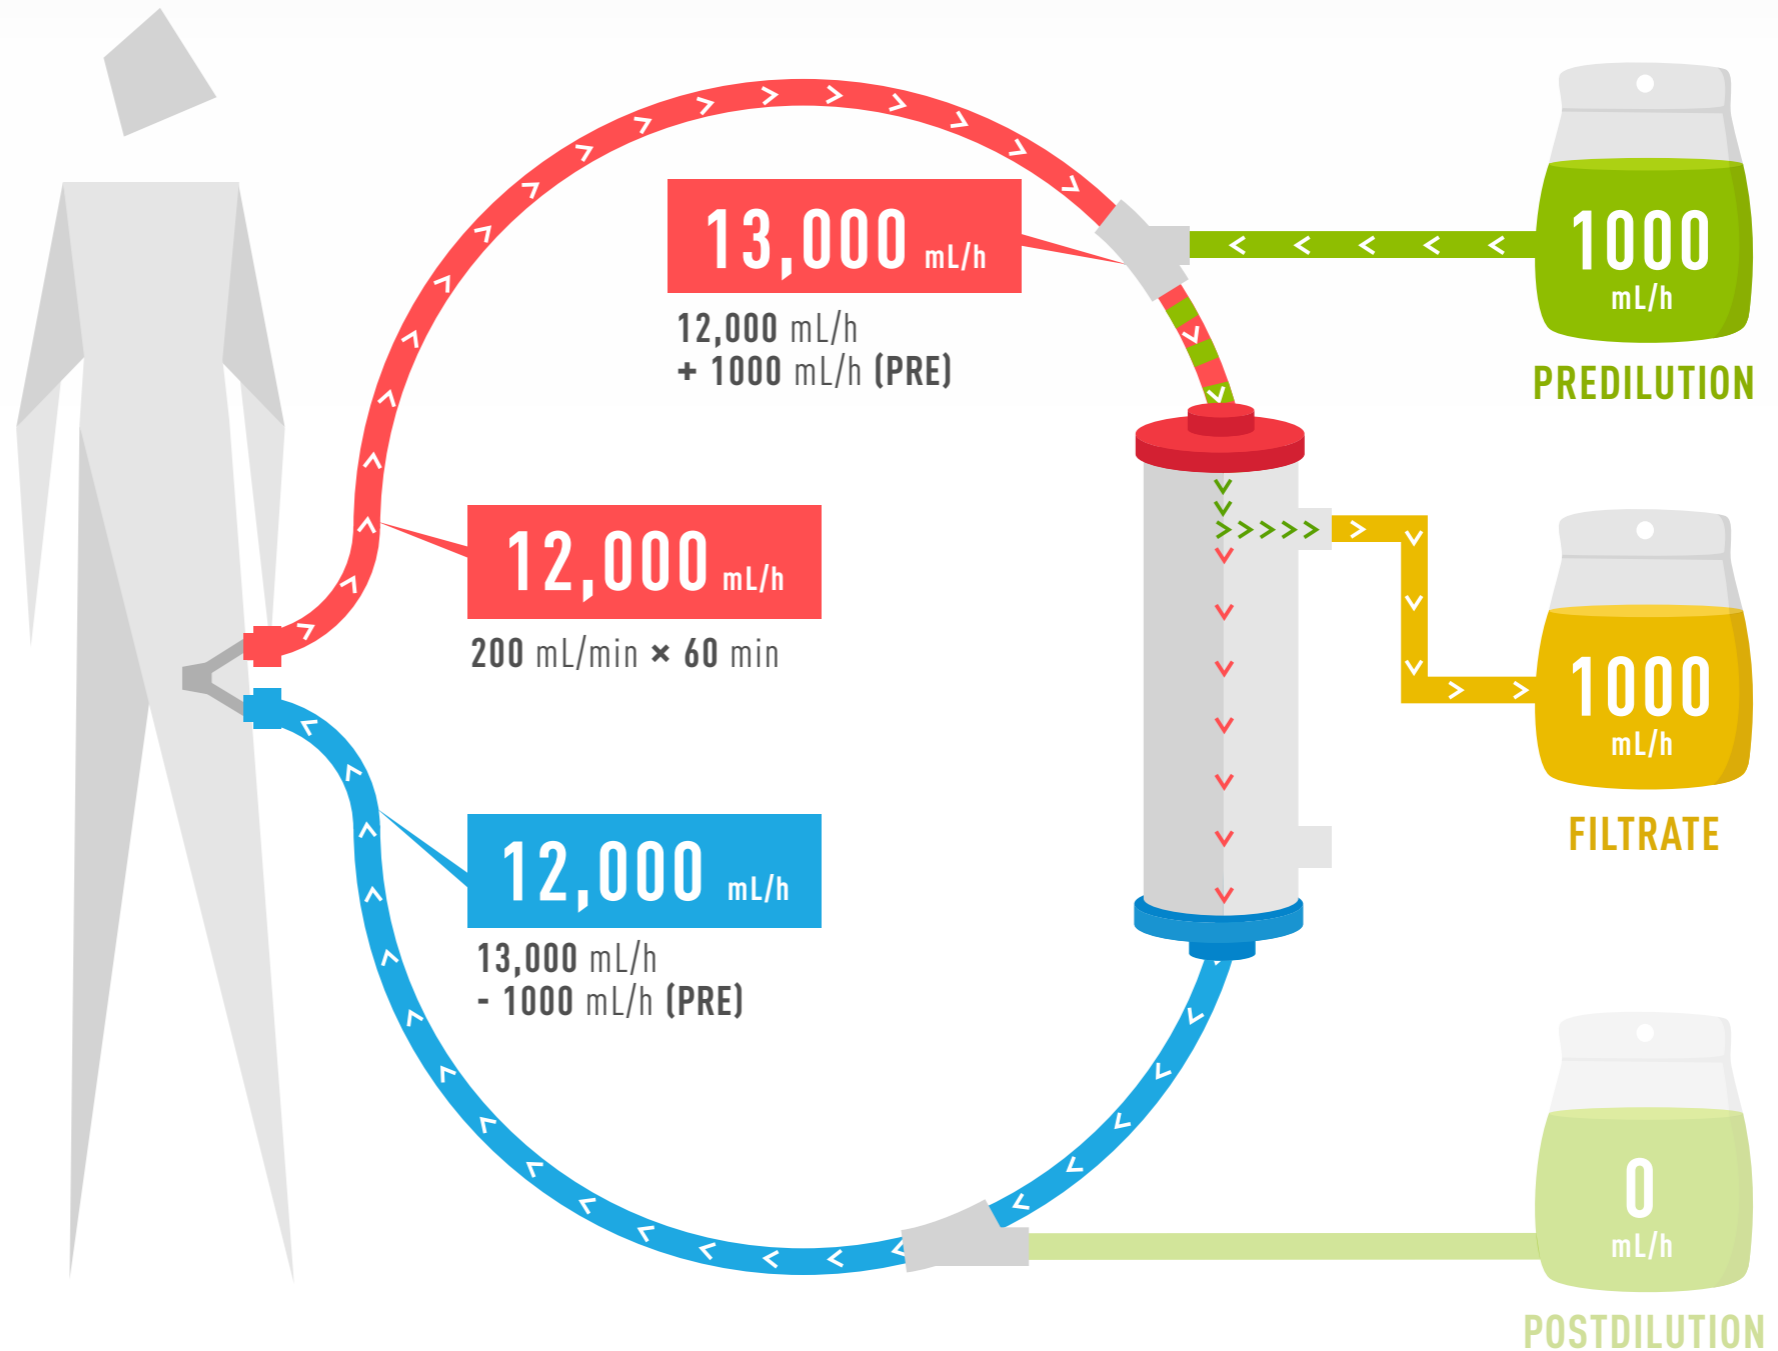 13,000 mL/h
12,000 mL/h
+ 1000 mL/h (PRE)
1000
mL/h
PREDILUTION
12,000 mL/h
200 mL/min × 60 min
1000
mL/h
FILTRATE
12,000 mL/h
13,000 mL/h
- 1000 mL/h (PRE)
0
mL/h
POSTDILUTION